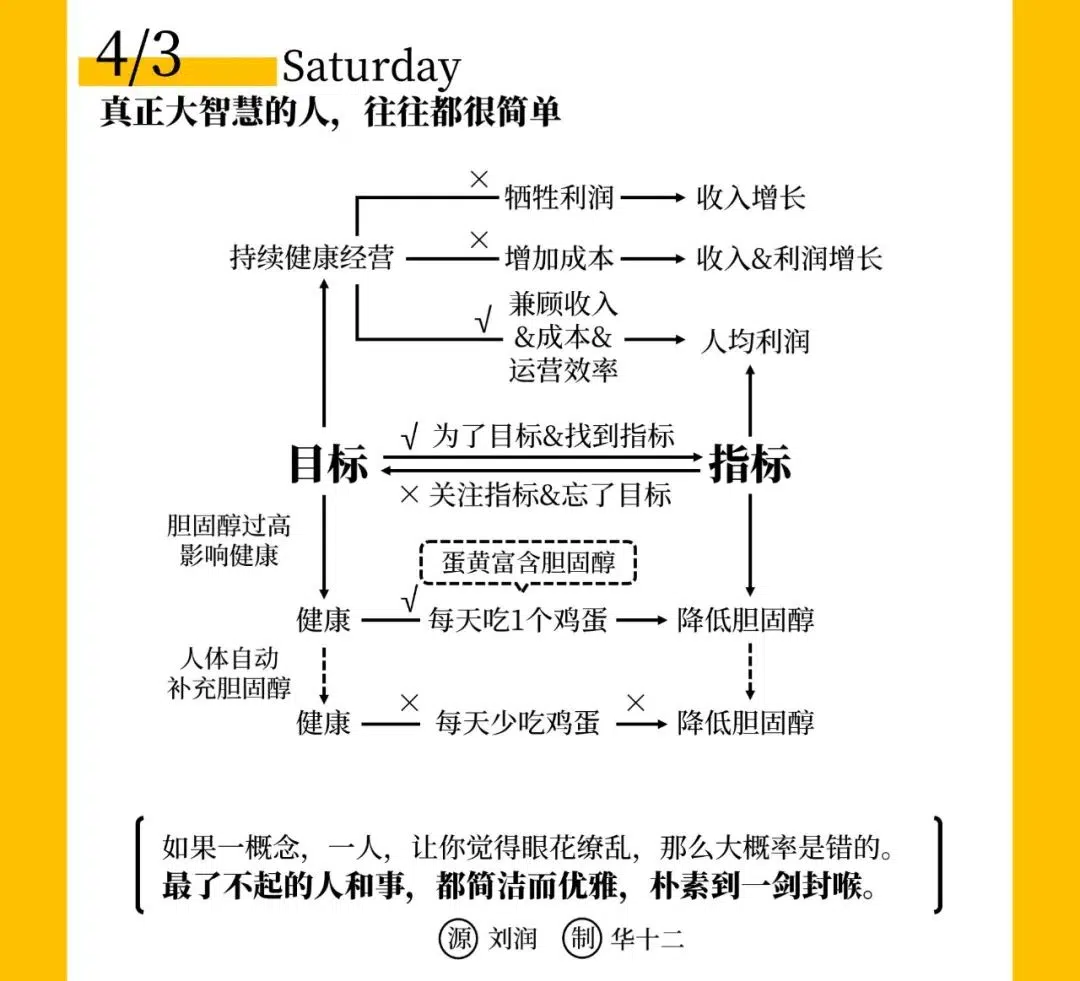 4/3
Saturday
真正大智慧的人，往往都很简单
× 牺牲利润 收入增长
持续健康经营 × 增加成本 收入&利润增长
√ 兼顾收入
&成本&
运营效率
人均利润
√ 为了目标&找到指标
目标 指标
× 关注指标&忘了目标
胆固醇过高
影响健康
蛋黄富含胆固醇
健康 √ 每天吃1个鸡蛋 降低胆固醇
人体自动
补充胆固醇
健康 × 每天少吃鸡蛋 × 降低胆固醇
如果一概念，一人，让你觉得眼花缭乱，那么大概率是错的。
最了不起的人和事，都简洁而优雅，朴素到一剑封喉。
源 刘润 制 华十二